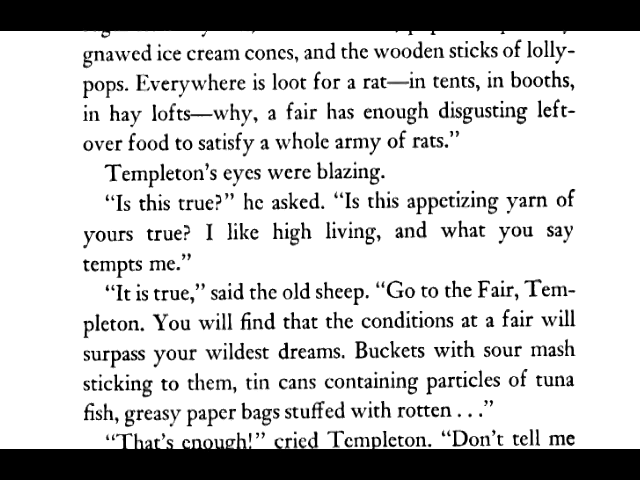 gnawed ice cream cones, and the wooden sticks of lolly-
pops. Everywhere is loot for a rat—in tents, in booths,
in hay lofts—why, a fair has enough disgusting left-
over food to satisfy a whole army of rats.”
Templeton’s eyes were blazing.
“Is this true?” he asked. “Is this appetizing yarn of
yours true? I like high living, and what you say
tempts me.”
“It is true,” said the old sheep. “Go to the Fair, Tem-
pleton. You will find that the conditions at a fair will
surpass your wildest dreams. Buckets with sour mash
sticking to them, tin cans containing particles of tuna
fish, greasy paper bags stuffed with rotten . . .”
“That’s enough!” cried Templeton. “Don’t tell me